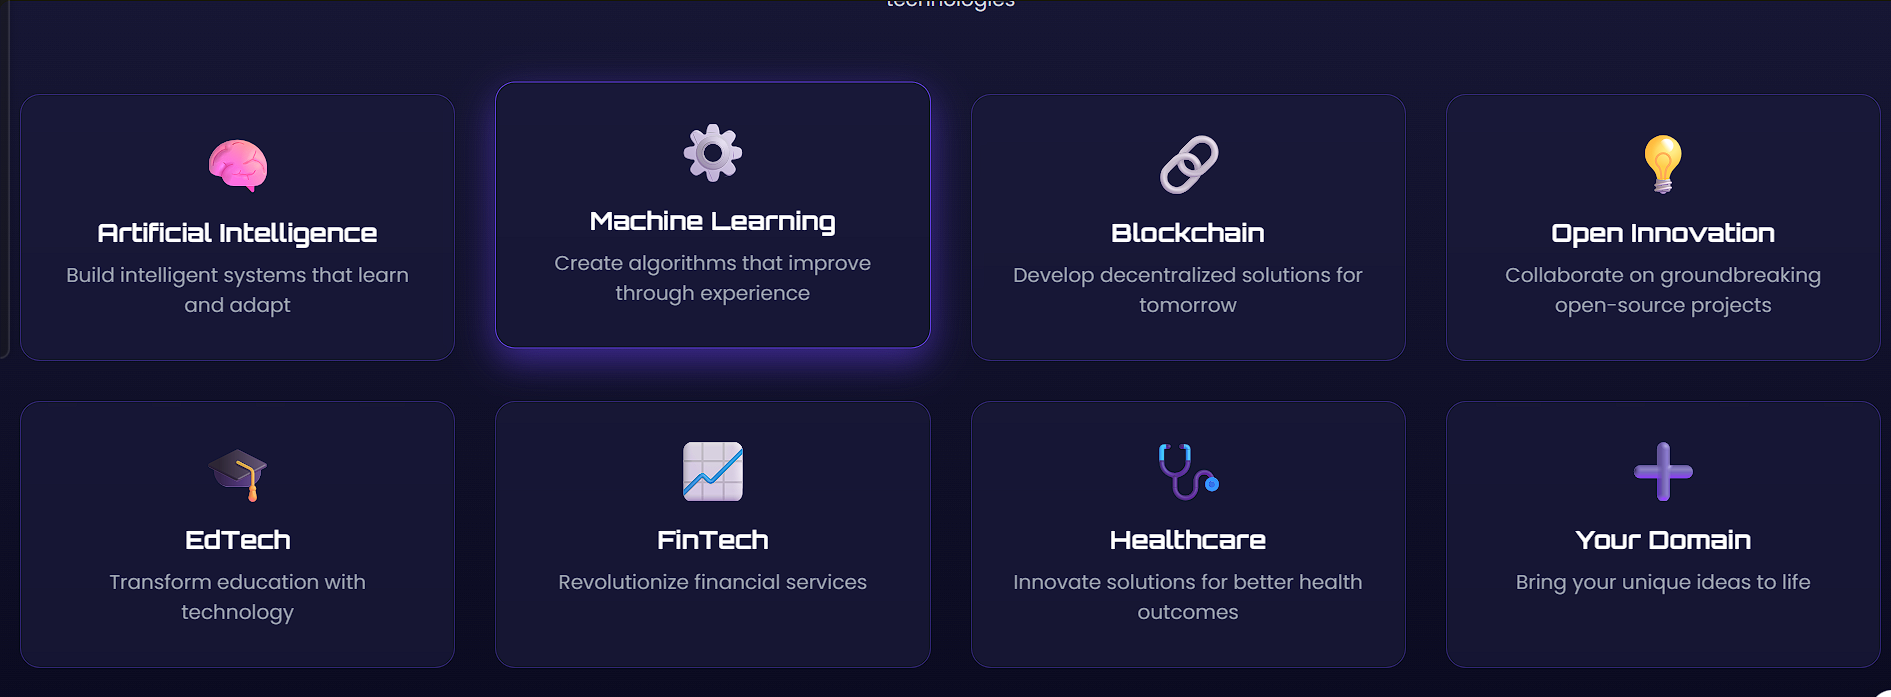 technologies
Artificial Intelligence
Build intelligent systems that learn
and adapt
Machine Learning
Create algorithms that improve
through experience
Blockchain
Develop decentralized solutions for
tomorrow
Open Innovation
Collaborate on groundbreaking
open-source projects
EdTech
Transform education with
technology
FinTech
Revolutionize financial services
Healthcare
Innovate solutions for better health
outcomes
Your Domain
Bring your unique ideas to life